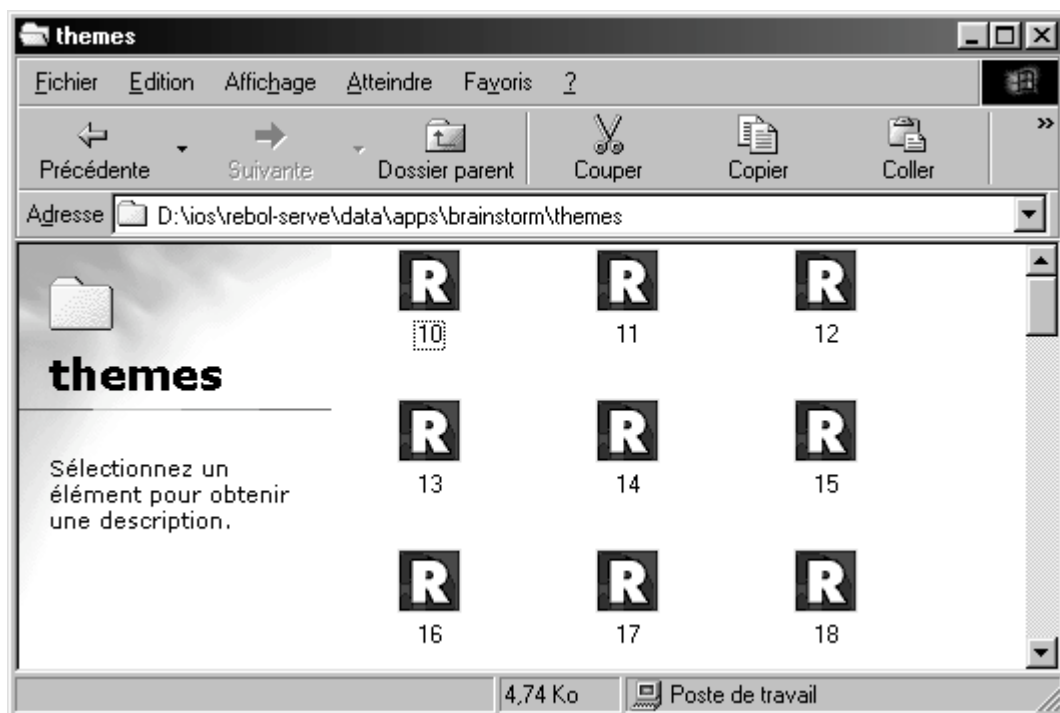 themes
Fichier Edition Affichage Atteindre Favoris ?
Précédente Suivante Dossier parent Couper Copier Coller »
Adresse D:\ios\rebol-serve\data\apps\brainstorm\themes
themes
Sélectionnez un
élément pour obtenir
une description.
R R R
10 11 12
R R R
13 14 15
R R R
16 17 18
4,74 Ko Poste de travail